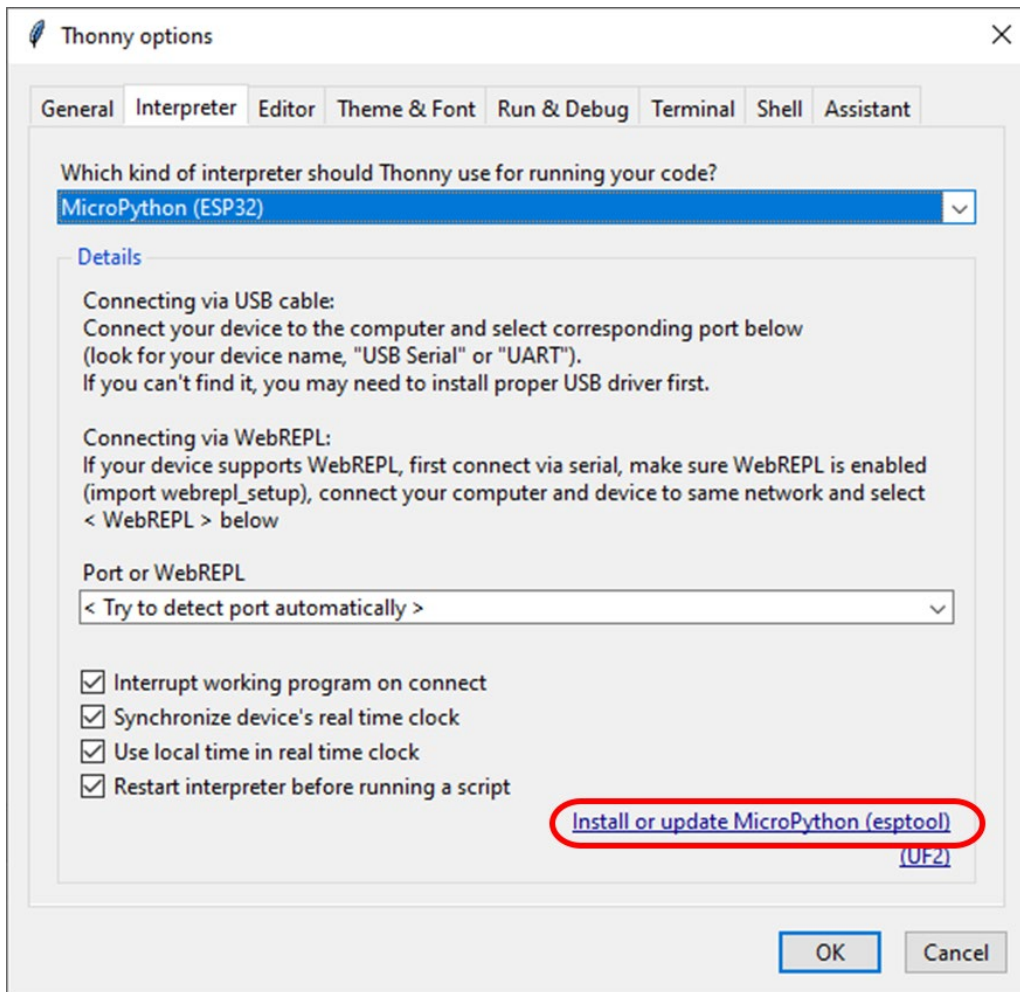 Thonny options
General Interpreter Editor Theme & Font Run & Debug Terminal Shell Assistant
Which kind of interpreter should Thonny use for running your code?
MicroPython (ESP32)
Details
Connecting via USB cable:
Connect your device to the computer and select corresponding port below
(look for your device name, "USB Serial" or "UART").
If you can't find it, you may need to install proper USB driver first.
Connecting via WebREPL:
If your device supports WebREPL, first connect via serial, make sure WebREPL is enabled
(import webrepl_setup), connect your computer and device to same network and select
< WebREPL > below
Port or WebREPL
< Try to detect port automatically >
Interrupt working program on connect
Synchronize device's real time clock
Use local time in real time clock
Restart interpreter before running a script
Install or update MicroPython (esptool)
(UF2)
OK Cancel